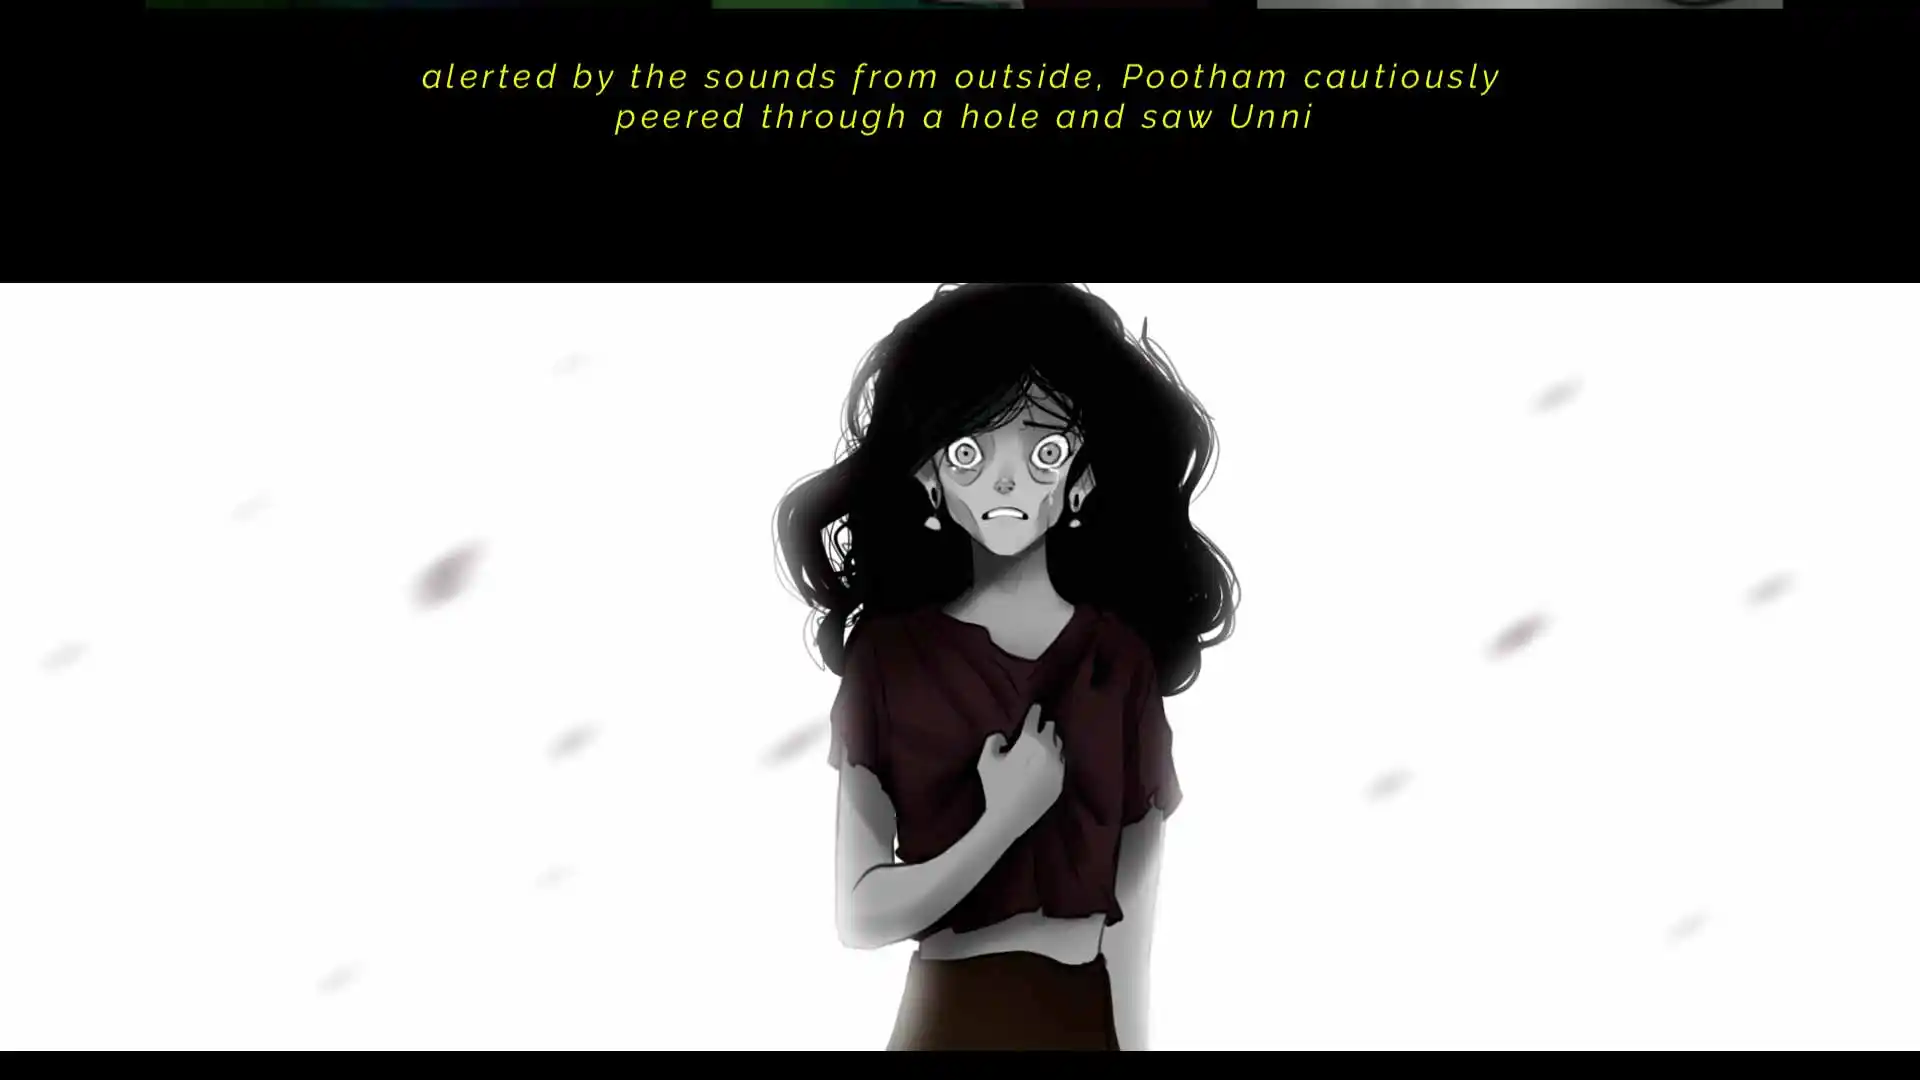 alerted by the sounds from outside, Pootham cautiously
peered through a hole and saw Unni